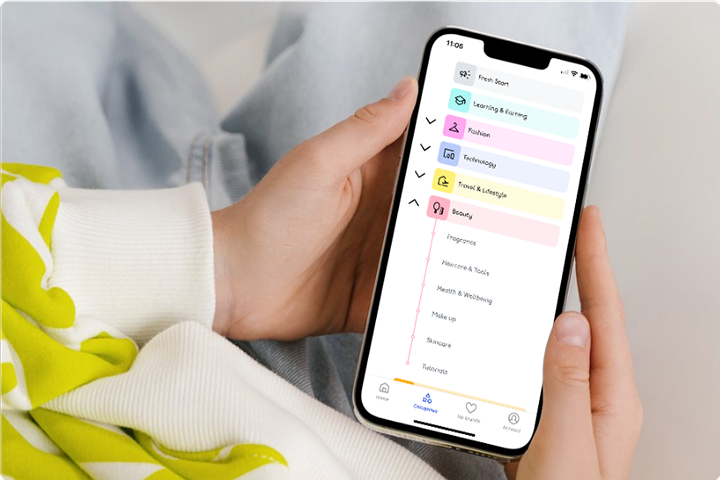 11:06
Fresh Start
Learning & Earning
Fashion
Technology
Travel & Lifestyle
Beauty
Fragrance
Haircare & Tools
Health & Wellbeing
Make up
Skincare
Tutorials
Home
Categories
My brands
Account